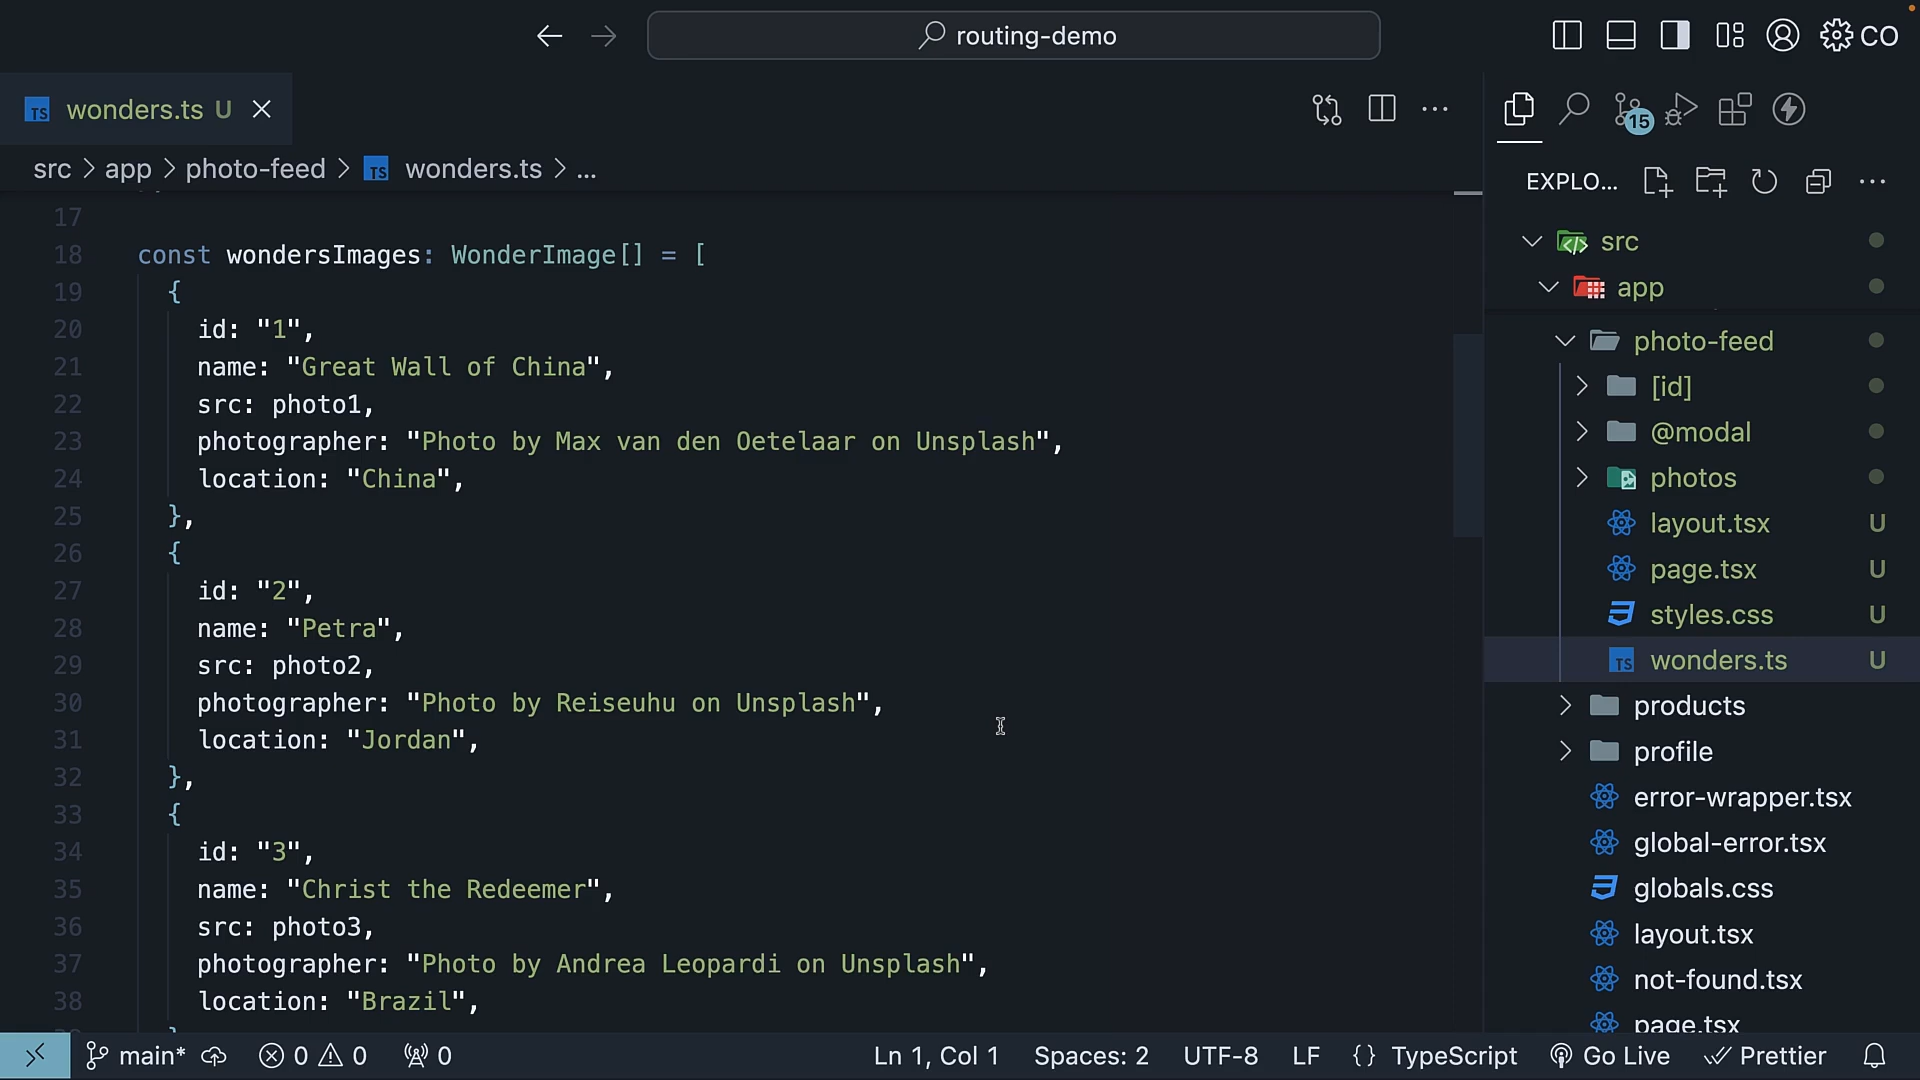 routing-demo
CO
TS wonders.ts U
15
src > app > photo-feed > TS wonders.ts > ...
EXPLO...
17
18 const wondersImages: WonderImage[] = [
19 {
20 id: "1",
21 name: "Great Wall of China",
22 src: photo1,
23 photographer: "Photo by Max van den Oetelaar on Unsplash",
24 location: "China",
25 },
26 {
27 id: "2",
28 name: "Petra",
29 src: photo2,
30 photographer: "Photo by Reiseuhu on Unsplash",
31 location: "Jordan",
32 },
33 {
34 id: "3",
35 name: "Christ the Redeemer",
36 src: photo3,
37 photographer: "Photo by Andrea Leopardi on Unsplash",
38 location: "Brazil",
src
app
photo-feed
[id]
@modal
photos
layout.tsx U
page.tsx U
styles.css U
TS wonders.ts U
products
profile
error-wrapper.tsx
global-error.tsx
globals.css
layout.tsx
not-found.tsx
page.tsx
main* 0 0 0 Ln 1, Col 1 Spaces: 2 UTF-8 LF {} TypeScript Go Live Prettier